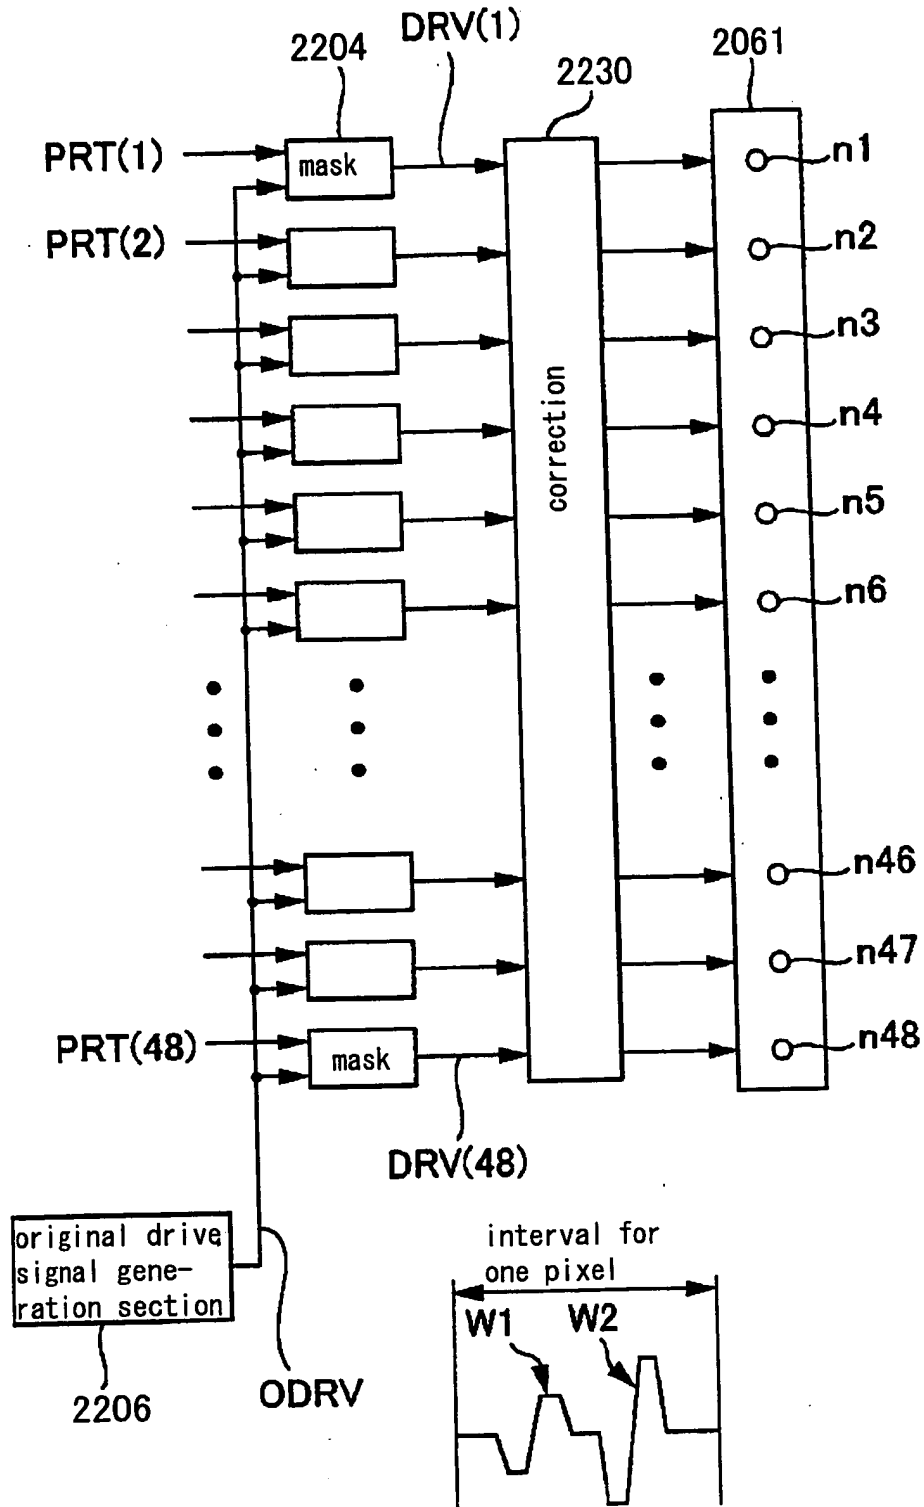 DRV(1)
2204
2230
2061
PRT(1)
mask
n1
PRT(2)
n2
n3
n4
correction
n5
n6
n46
n47
PRT(48)
mask
n48
DRV(48)
original drive
signal gene-
ration section
interval for
one pixel
W1
W2
ODRV
2206